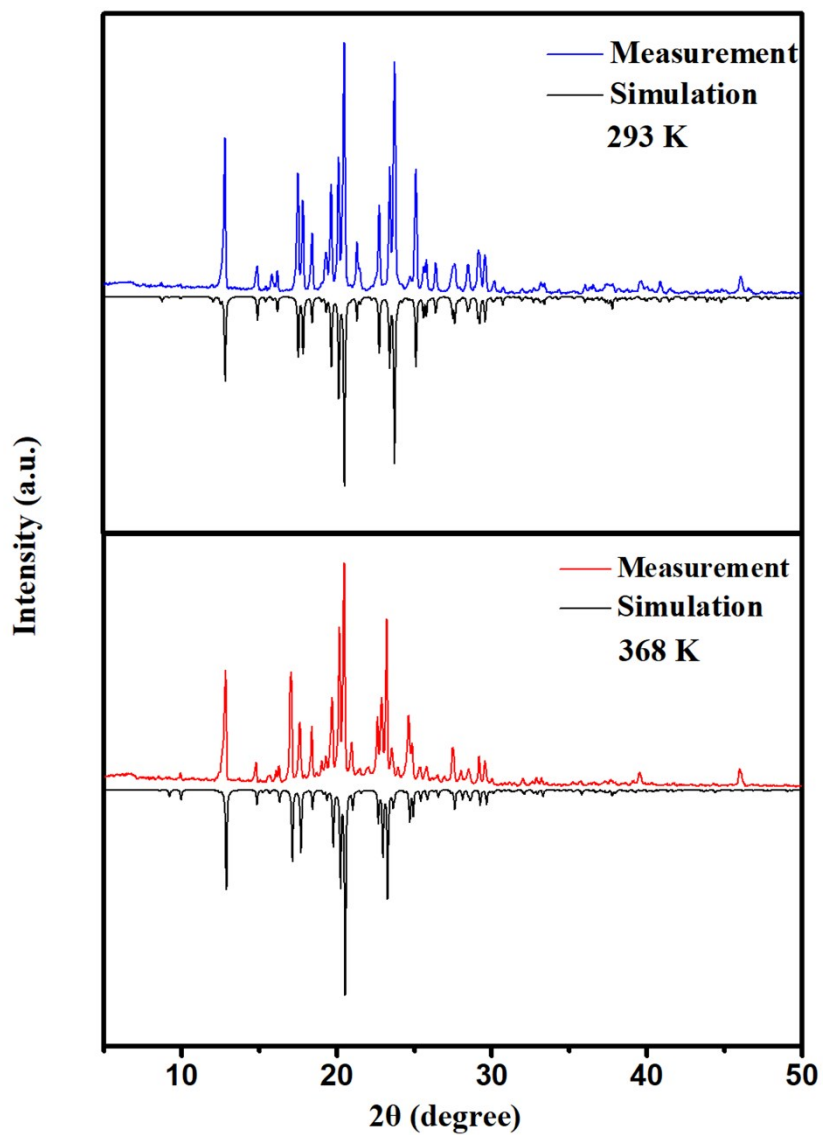 Measurement
Simulation
293 K
Intensity (a.u.)
Measurement
Simulation
368 K
10 20 30 40 50
2θ (degree)